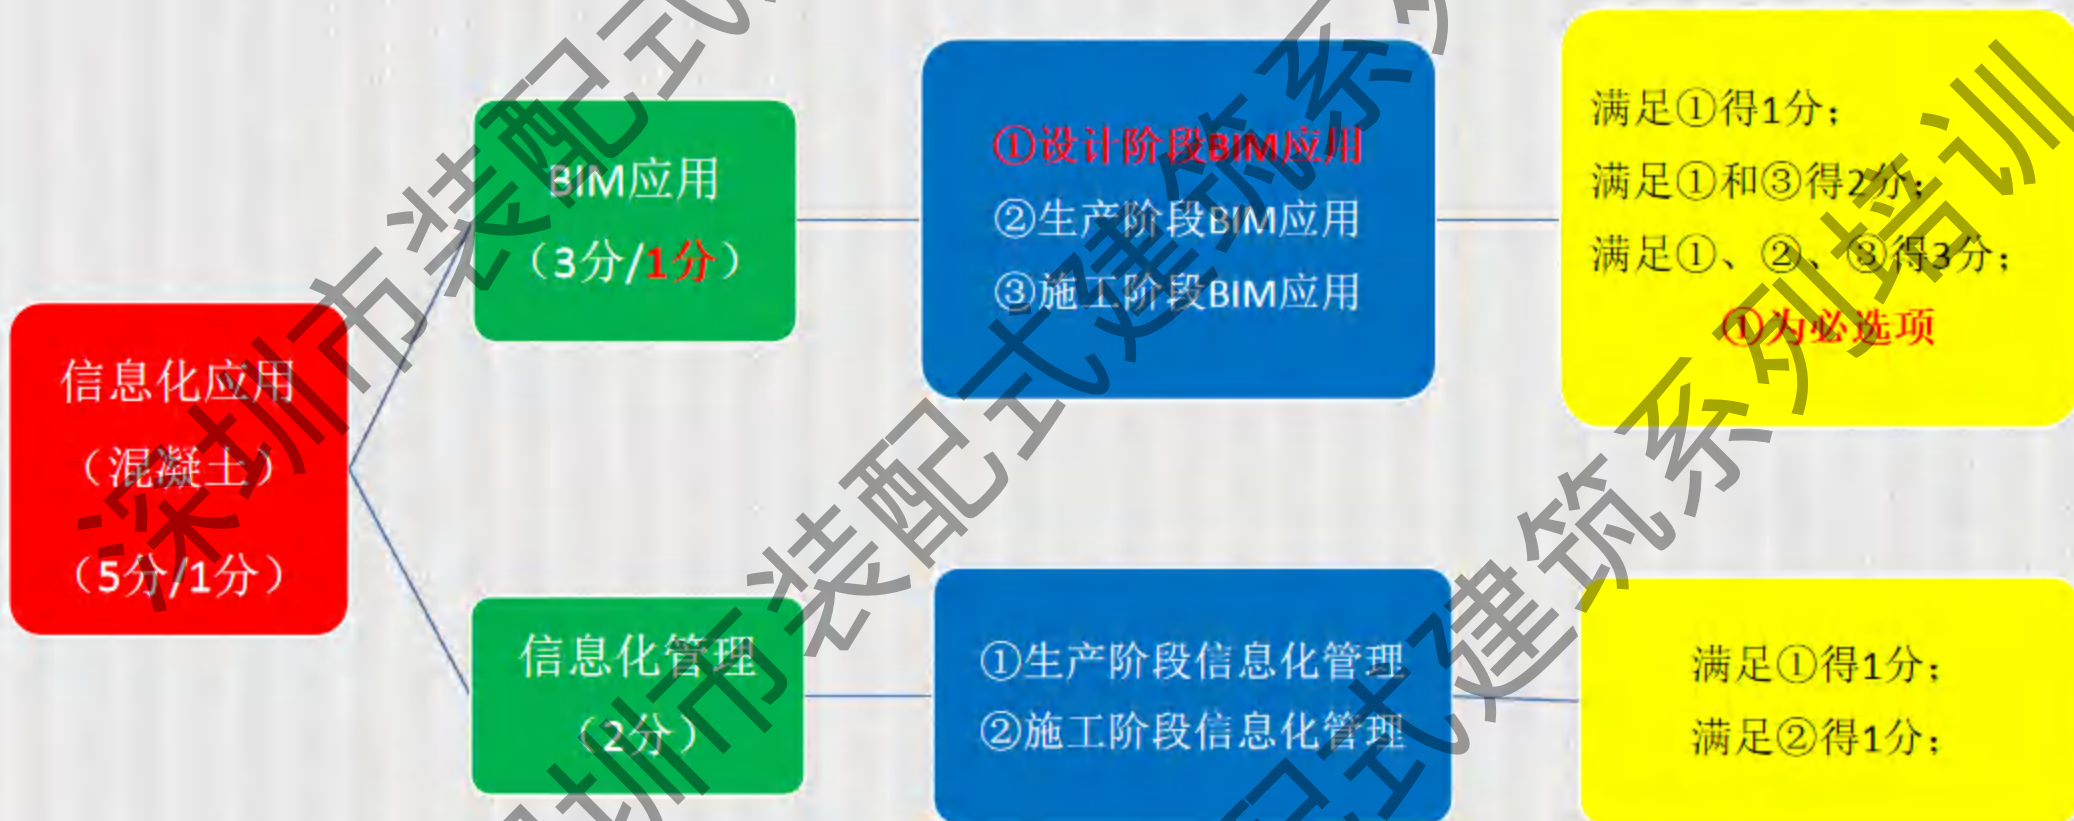 信息化应用
（混凝土）
（5分/1分）
BIM应用
（3分/1分）
①设计阶段BIM应用
②生产阶段BIM应用
③施工阶段BIM应用
满足①得1分；
满足①和③得2分；
满足①、②、③得3分；
①为必选项
信息化管理
（2分）
①生产阶段信息化管理
②施工阶段信息化管理
满足①得1分；
满足②得1分；
深圳市装配式
深圳市装配式建筑系列
配式建筑系列培训